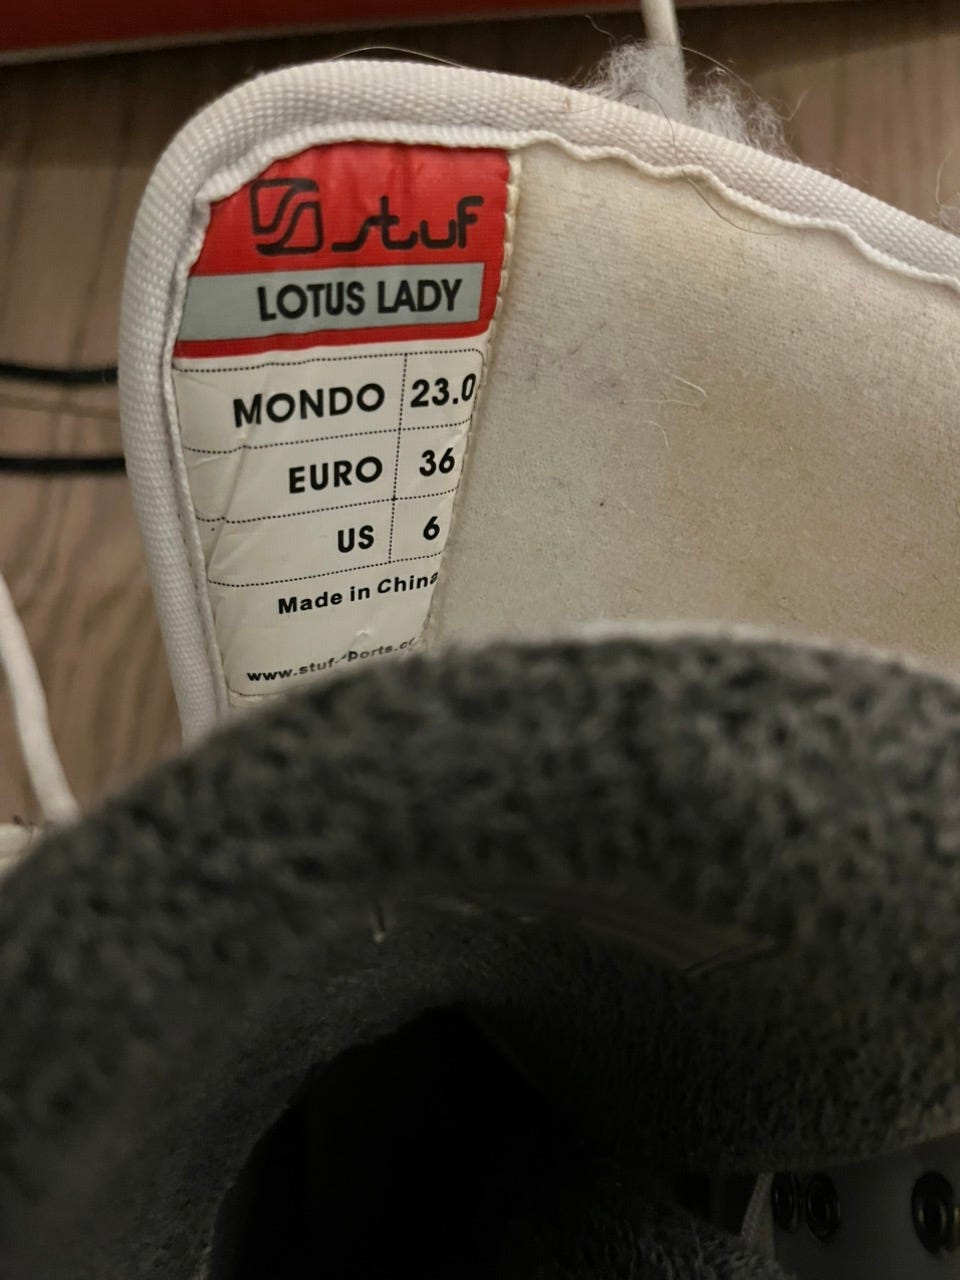 stuf
LOTUS LADY
MONDO 23.0
EURO 36
US 6
Made in China